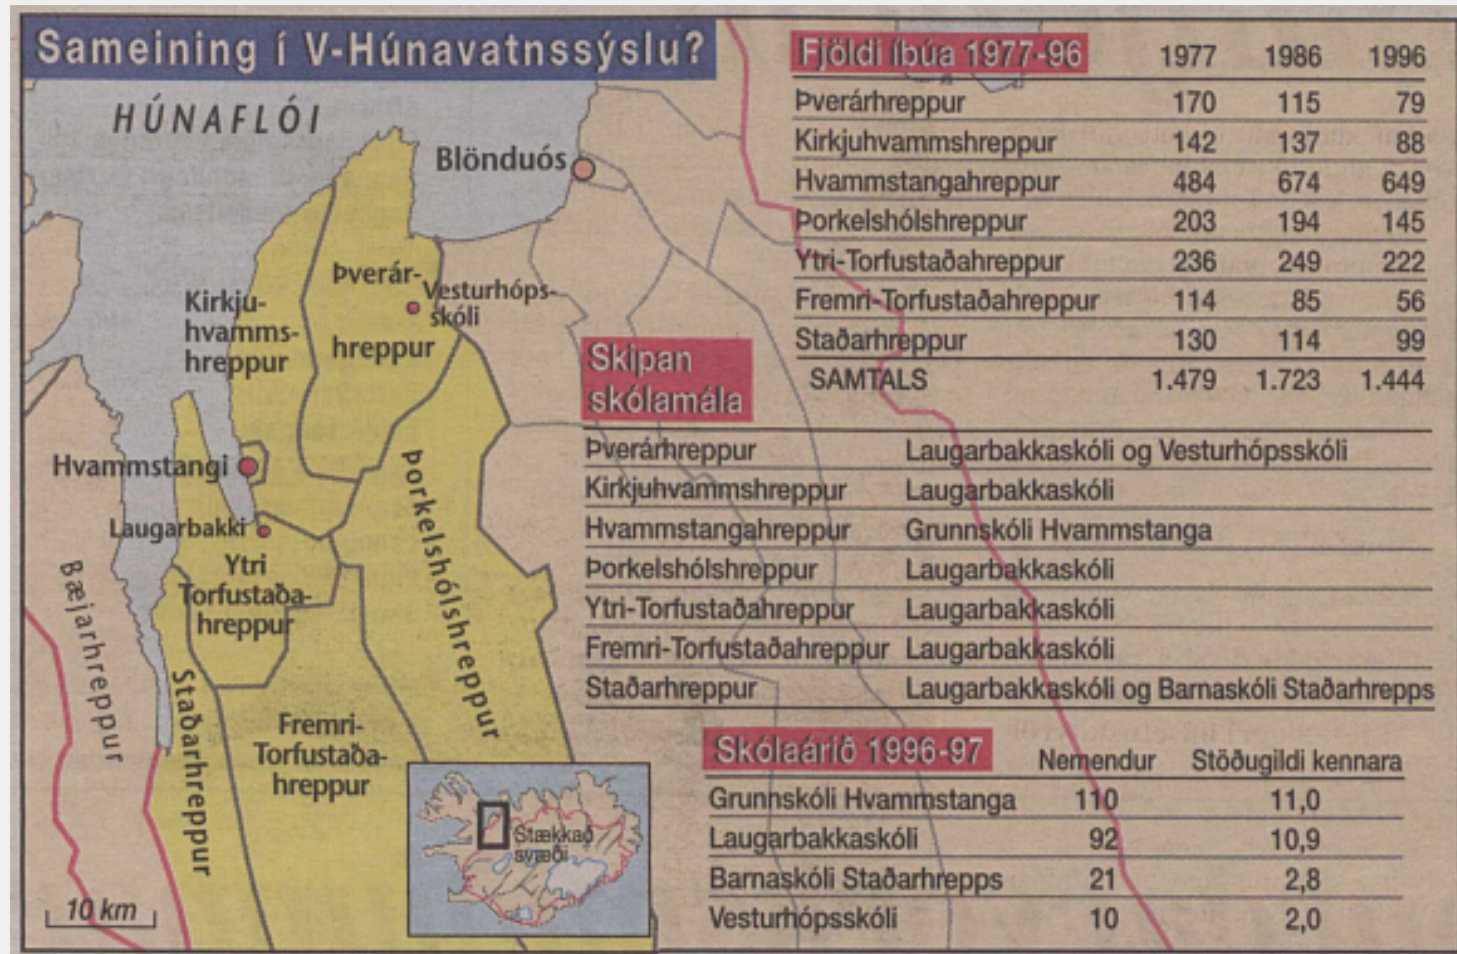 Sameining í V-Húnavatnssýslu?
HÚNAFLÓI
Blönduós
Kirkju-
hvamms-
hreppur
Þverár-
hreppur
Vesturhóps-
skóli
Hvammstangi
Laugarbakki
Ytri
Torfustaða-
hreppur
Þorkelshólshreppur
Bæjarhreppur
Staðarhreppur
Fremri-
Torfustaða-
hreppur
10 km
Stækkað
svæði
Fjöldi íbúa 1977-96 1977 1986 1996
Þverárhreppur 170 115 79
Kirkjuhvammshreppur 142 137 88
Hvammstangahreppur 484 674 649
Þorkelshólshreppur 203 194 145
Ytri-Torfustaðahreppur 236 249 222
Fremri-Torfustaðahreppur 114 85 56
Staðarhreppur 130 114 99
SAMTALS 1.479 1.723 1.444
Skipan
skólamála
Þverárhreppur Laugarbakkaskóli og Vesturhópsskóli
Kirkjuhvammshreppur Laugarbakkaskóli
Hvammstangahreppur Grunnskóli Hvammstanga
Þorkelshólshreppur Laugarbakkaskóli
Ytri-Torfustaðahreppur Laugarbakkaskóli
Fremri-Torfustaðahreppur Laugarbakkaskóli
Staðarhreppur Laugarbakkaskóli og Barnaskóli Staðarhrepps
Skólaárið 1996-97 Nemendur Stöðugildi kennara
Grunnskóli Hvammstanga 110 11,0
Laugarbakkaskóli 92 10,9
Barnaskóli Staðarhrepps 21 2,8
Vesturhópsskóli 10 2,0